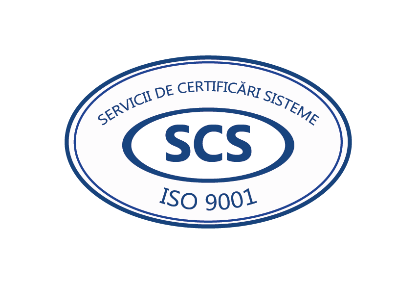 SERVICII DE CERTIFICĂRI SISTEME
SCS
ISO 9001